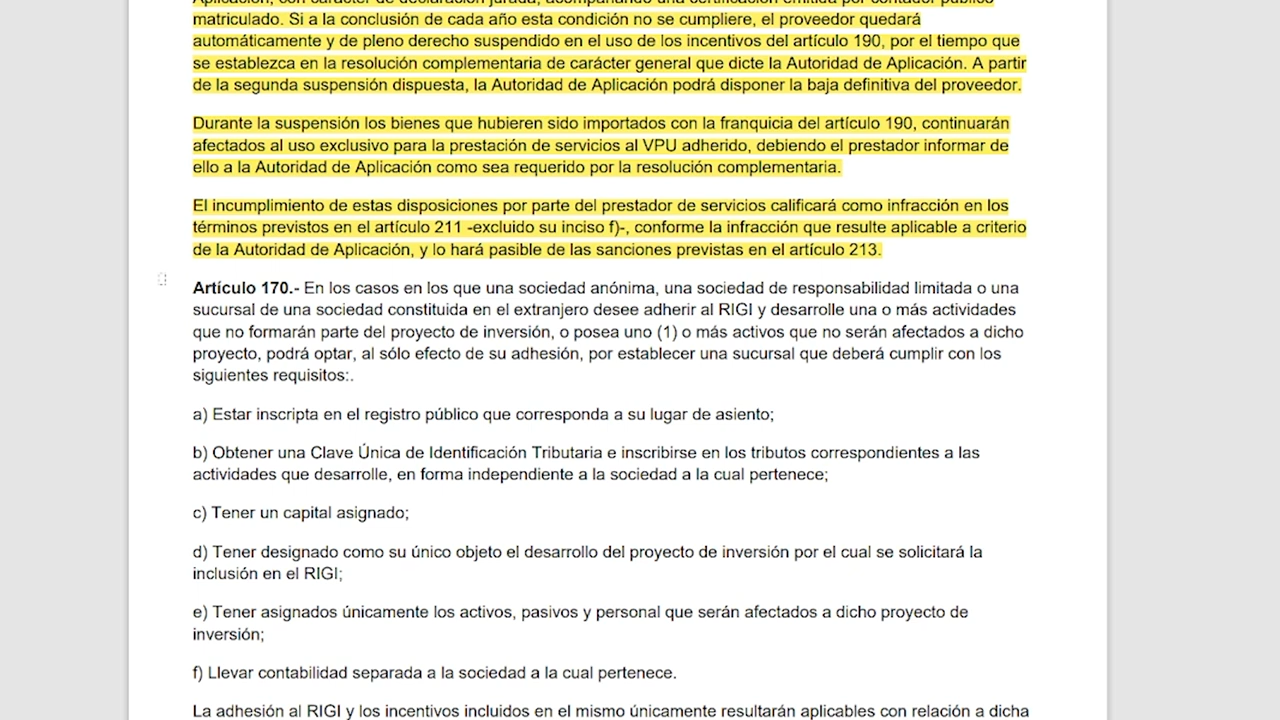 Aplicación, con carácter de declaración jurada, acompañando una certificación emitida por contador público
matriculado. Si a la conclusión de cada año esta condición no se cumpliere, el proveedor quedará
automáticamente y de pleno derecho suspendido en el uso de los incentivos del artículo 190, por el tiempo que
se establezca en la resolución complementaria de carácter general que dicte la Autoridad de Aplicación. A partir
de la segunda suspensión dispuesta, la Autoridad de Aplicación podrá disponer la baja definitiva del proveedor.
Durante la suspensión los bienes que hubieren sido importados con la franquicia del artículo 190, continuarán
afectados al uso exclusivo para la prestación de servicios al VPU adherido, debiendo el prestador informar de
ello a la Autoridad de Aplicación como sea requerido por la resolución complementaria.
El incumplimiento de estas disposiciones por parte del prestador de servicios calificará como infracción en los
términos previstos en el artículo 211 -excluido su inciso f)-, conforme la infracción que resulte aplicable a criterio
de la Autoridad de Aplicación, y lo hará pasible de las sanciones previstas en el artículo 213.
Artículo 170.- En los casos en los que una sociedad anónima, una sociedad de responsabilidad limitada o una
sucursal de una sociedad constituida en el extranjero desee adherir al RIGI y desarrolle una o más actividades
que no formarán parte del proyecto de inversión, o posea uno (1) o más activos que no serán afectados a dicho
proyecto, podrá optar, al sólo efecto de su adhesión, por establecer una sucursal que deberá cumplir con los
siguientes requisitos:.
a) Estar inscripta en el registro público que corresponda a su lugar de asiento;
b) Obtener una Clave Única de Identificación Tributaria e inscribirse en los tributos correspondientes a las
actividades que desarrolle, en forma independiente a la sociedad a la cual pertenece;
c) Tener un capital asignado;
d) Tener designado como su único objeto el desarrollo del proyecto de inversión por el cual se solicitará la
inclusión en el RIGI;
e) Tener asignados únicamente los activos, pasivos y personal que serán afectados a dicho proyecto de
inversión;
f) Llevar contabilidad separada a la sociedad a la cual pertenece.
La adhesión al RIGI y los incentivos incluidos en el mismo únicamente resultarán aplicables con relación a dicha